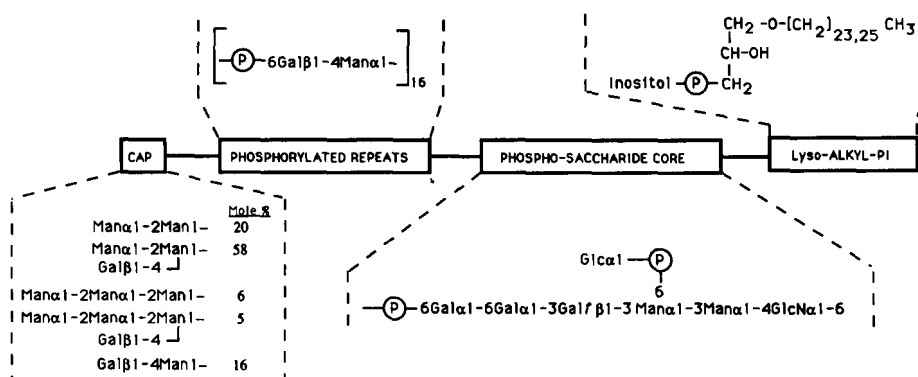 CH2 -O-[CH2]23,25 CH3
CH-OH
Inositol-P-CH2
[-P-6Galβ1-4Manα1-]16
CAP
PHOSPHORYLATED REPEATS
PHOSPHO-SACCHARIDE CORE
Lyso-ALKYL-PI
Mole %
Manα1-2Man1- 20
Manα1-2Man1- 58
Galβ1-4
Manα1-2Manα1-2Man1- 6
Manα1-2Manα1-2Man1- 5
Galβ1-4
Galβ1-4Man1- 16
Glcα1-P
6
-P-6Galα1-6Galα1-3Galfβ1-3Manα1-3Manα1-4GlcNα1-6